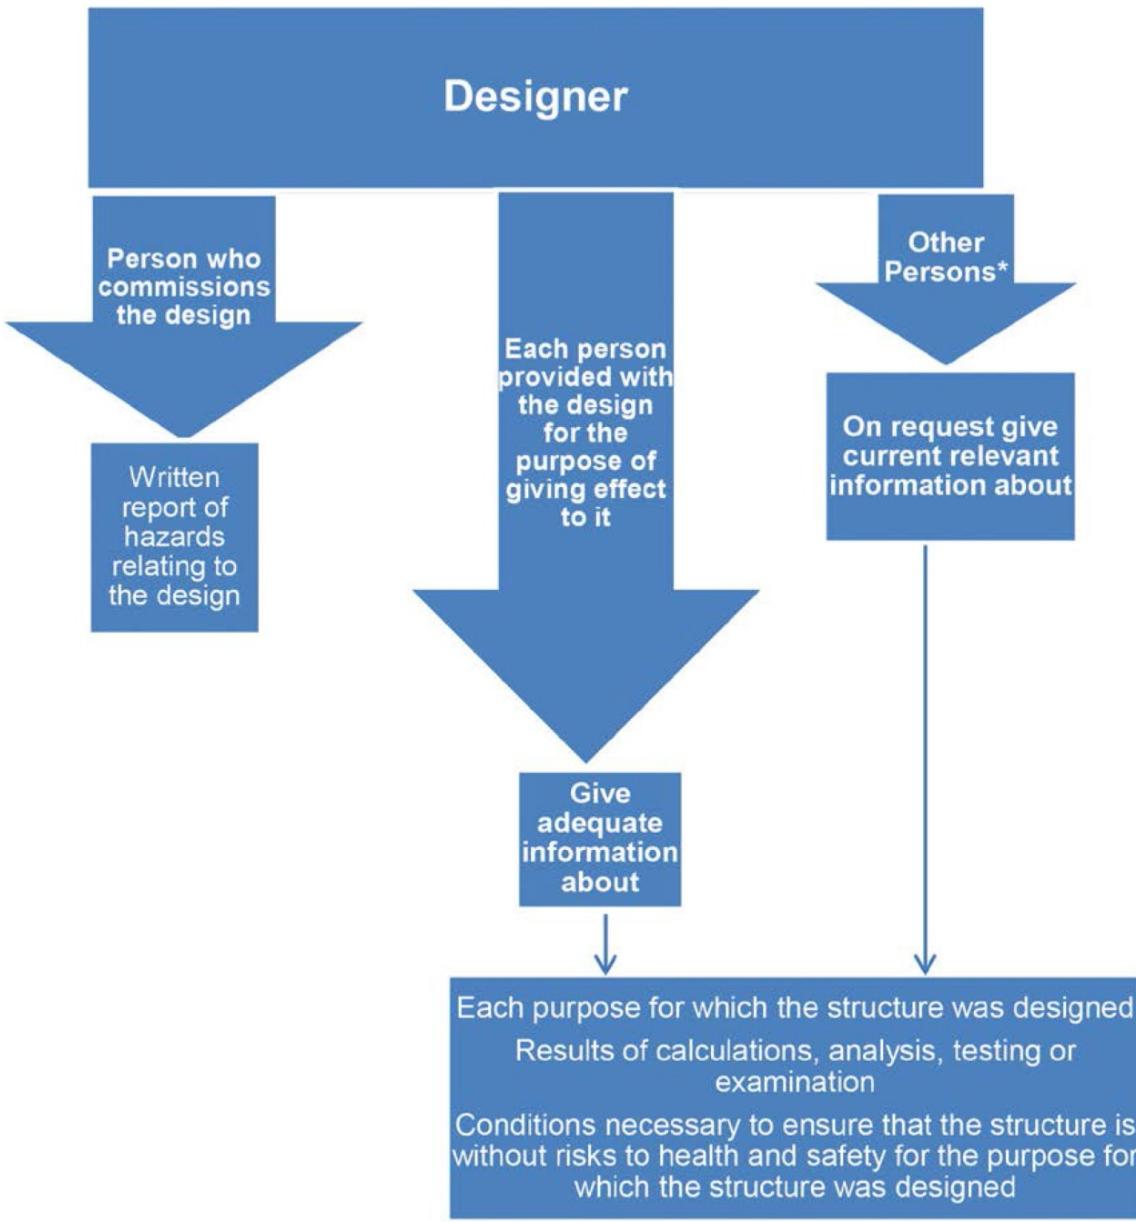 Designer
Person who
commissions
the design
Written
report of
hazards
relating to
the design
Each person
provided with
the design
for the
purpose of
giving effect
to it
Give
adequate
information
about
Other
Persons*
On request give
current relevant
information about
Each purpose for which the structure was designed
Results of calculations, analysis, testing or
examination
Conditions necessary to ensure that the structure is
without risks to health and safety for the purpose for
which the structure was designed